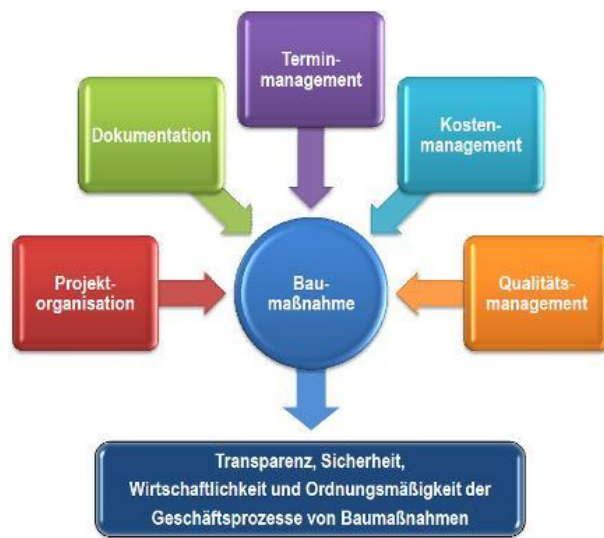 Termin-
management
Dokumentation
Kosten-
management
Projekt-
organisation
Bau-
maßnahme
Qualitäts-
management
Transparenz, Sicherheit,
Wirtschaftlichkeit und Ordnungsmäßigkeit der
Geschäftsprozesse von Baumaßnahmen